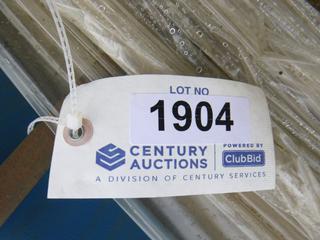 LOT NO
1904
CENTURY AUCTIONS
POWERED BY
ClubBid
A DIVISION OF CENTURY SERVICES